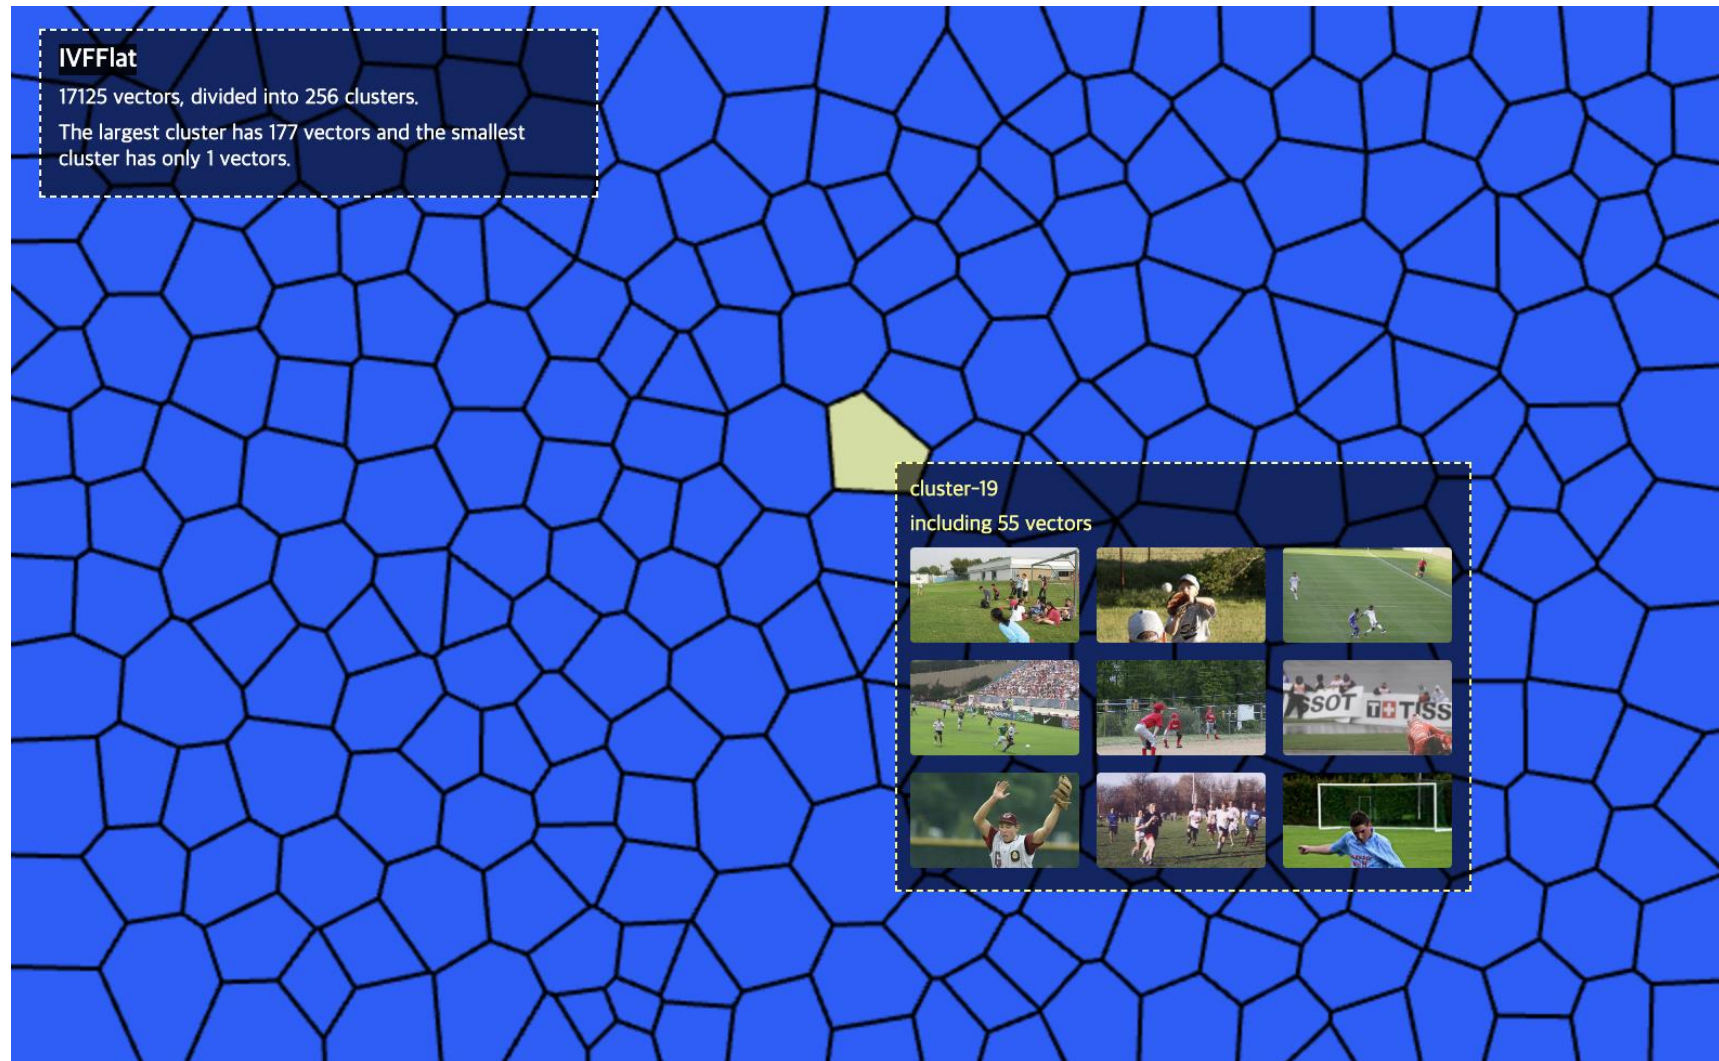 IVFFlat
17125 vectors, divided into 256 clusters.
The largest cluster has 177 vectors and the smallest
cluster has only 1 vectors.
cluster-19
including 55 vectors
SSOT
TISS
G